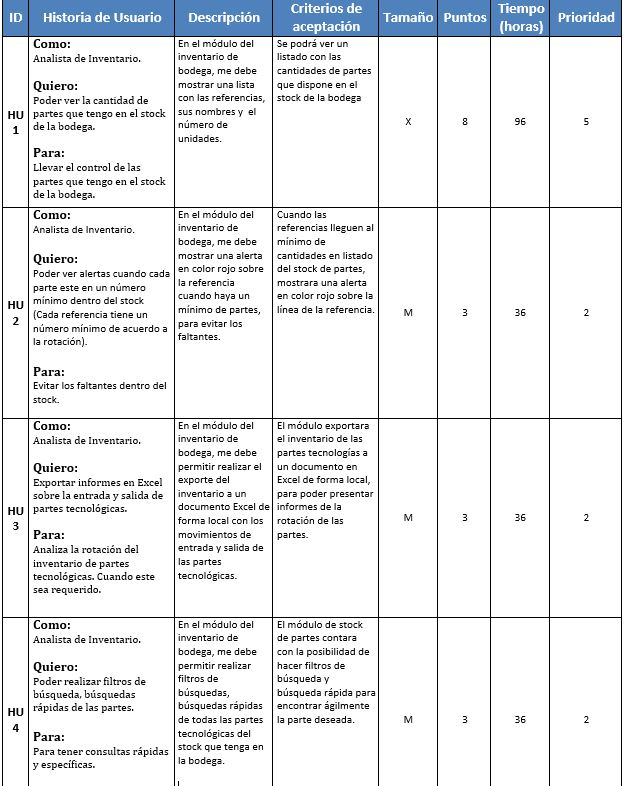 ID
Historia de Usuario
Descripción
Criterios de
aceptación
Tamaño
Puntos
Tiempo
(horas)
Prioridad
HU
1
Como:
Analista de Inventario.
Quiero:
Poder ver la cantidad de
partes que tengo en el stock
de la bodega.
Para:
Llevar el control de las
partes que tengo en el stock
de la bodega.
En el módulo del
inventario de
bodega, me debe
mostrar una lista
con las referencias,
sus nombres y el
número de
unidades.
Se podrá ver un
listado con las
cantidades de partes
que dispone en el
stock de la bodega
X
8
96
5
HU
2
Como:
Analista de Inventario.
Quiero:
Poder ver alertas cuando cada
parte este en un número
mínimo dentro del stock
(Cada referencia tiene un
número mínimo de acuerdo a
la rotación).
Para:
Evitar los faltantes dentro del
stock.
En el módulo del
inventario de
bodega, me debe
mostrar una alerta
en color rojo sobre
la referencia
cuando haya un
mínimo de partes,
para evitar los
faltantes.
Cuando las
referencias lleguen al
mínimo de
cantidades en listado
del stock de partes,
mostrara una alerta
en color rojo sobre la
línea de la referencia.
M
3
36
2
HU
3
Como:
Analista de Inventario.
Quiero:
Exportar informes en Excel
sobre la entrada y salida de
partes tecnológicas.
Para:
Analiza la rotación del
inventario de partes
tecnológicas. Cuando este
sea requerido.
En el módulo del
inventario de
bodega, me debe
permitir realizar el
exporte del
inventario a un
documento Excel de
forma local con los
movimientos de
entrada y salida de
las partes
tecnológicas.
El módulo exportara
el inventario de las
partes tecnologías a
un documento en
Excel de forma local,
para poder presentar
informes de la
rotación de las
partes.
M
3
36
2
HU
4
Como:
Analista de Inventario.
Quiero:
Poder realizar filtros de
búsqueda, búsquedas
rápidas de las partes.
Para:
Para tener consultas rápidas
y específicas.
En el módulo del
inventario de
bodega, me debe
permitir realizar
filtros de
búsquedas,
búsquedas rápidas
de todas las partes
tecnológicas del
stock que tenga en
la bodega.
El módulo de stock
de partes contara
con la posibilidad de
hacer filtros de
búsqueda y
búsqueda rápida para
encontrar ágilmente
la parte deseada.
M
3
36
2